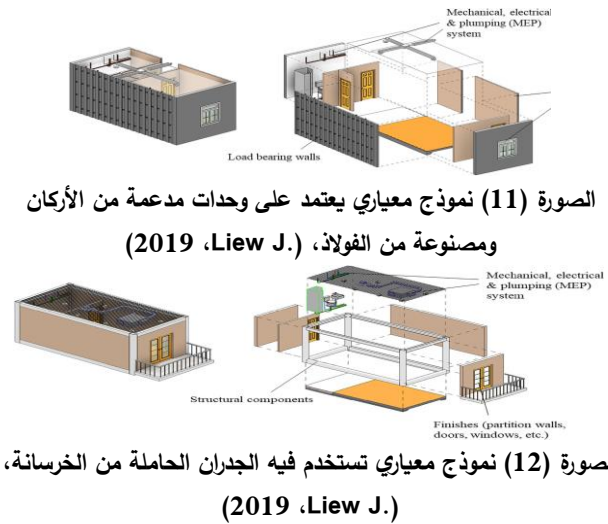 Mechanical, electrical
& plumping (MEP)
system
Load bearing walls
الصورة (11) نموذج معياري يعتمد على وحدات مدعمة من الأركان
ومصنوعة من الفولاذ، (.Liew J، 2019)
Mechanical, electrical
& plumping (MEP)
system
Structural components
Finishes (partition walls,
doors, windows, etc.)
لصورة (12) نموذج معياري تستخدم فيه الجدران الحاملة من الخرسانة،
(.Liew J، 2019)